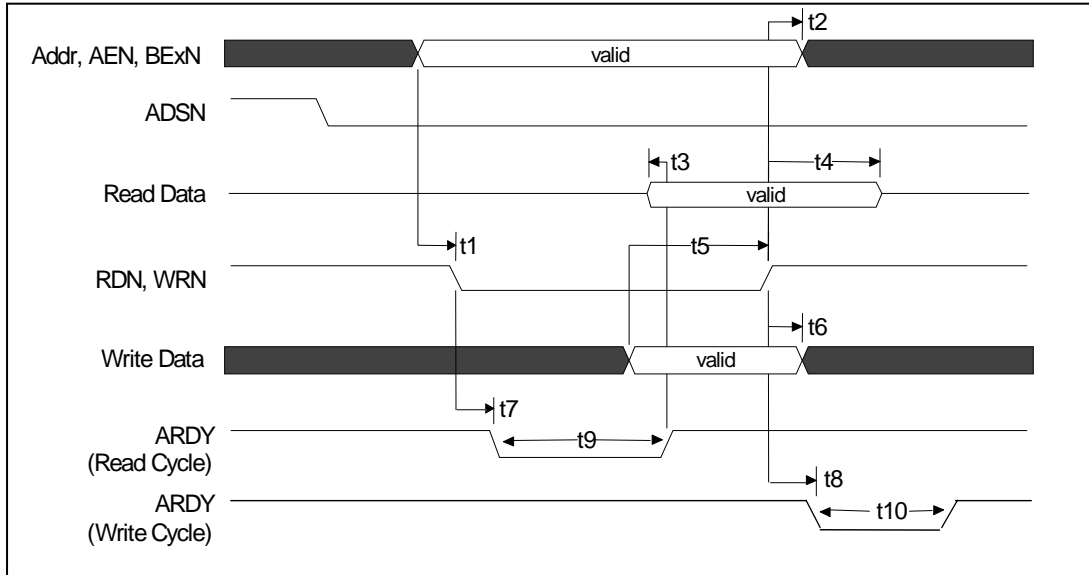 t2
Addr, AEN, BExN
valid
ADSN
t3
t4
Read Data
valid
t1
t5
RDN, WRN
t6
Write Data
valid
t7
ARDY
(Read Cycle)
t9
t8
ARDY
(Write Cycle)
t10